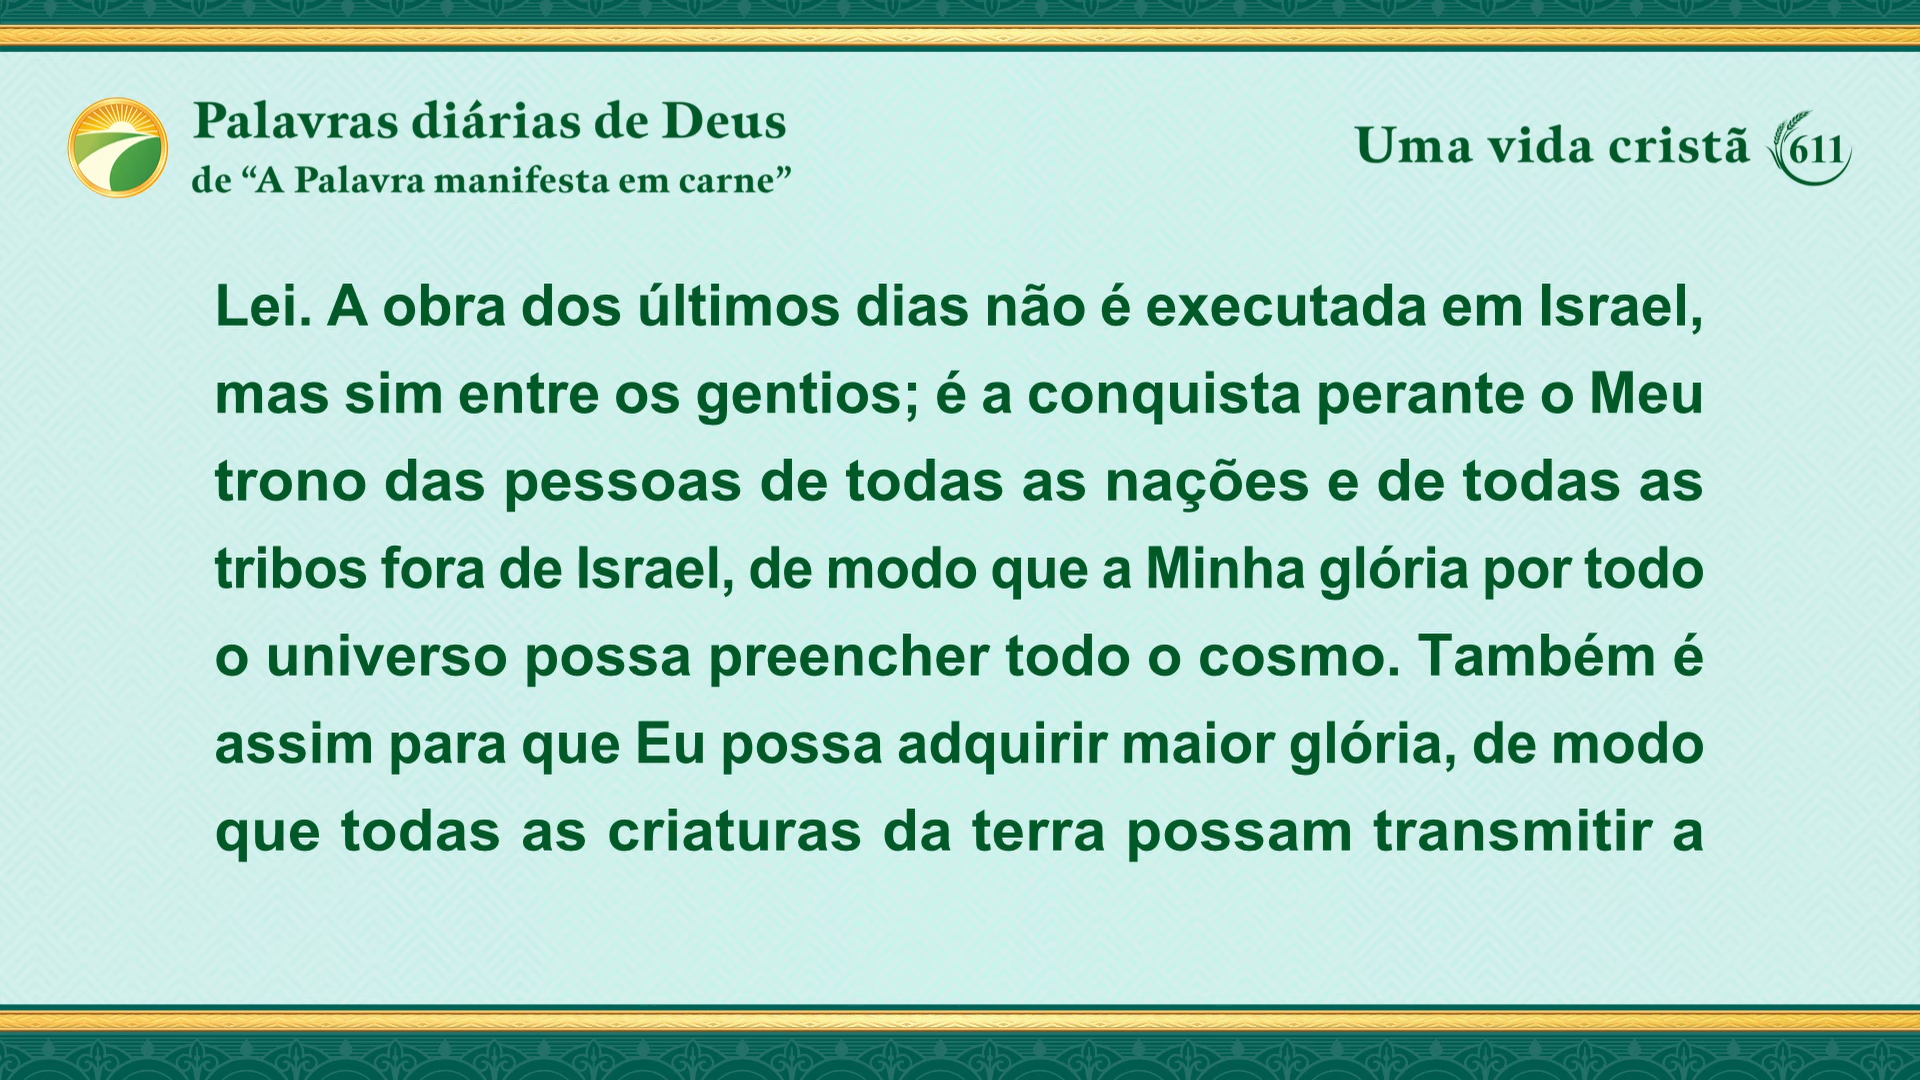 Palavras diárias de Deus
de “A Palavra manifesta em carne”
Uma vida cristã 611
Lei. A obra dos últimos dias não é executada em Israel,
mas sim entre os gentios; é a conquista perante o Meu
trono das pessoas de todas as nações e de todas as
tribos fora de Israel, de modo que a Minha glória por todo
o universo possa preencher todo o cosmo. Também é
assim para que Eu possa adquirir maior glória, de modo
que todas as criaturas da terra possam transmitir a